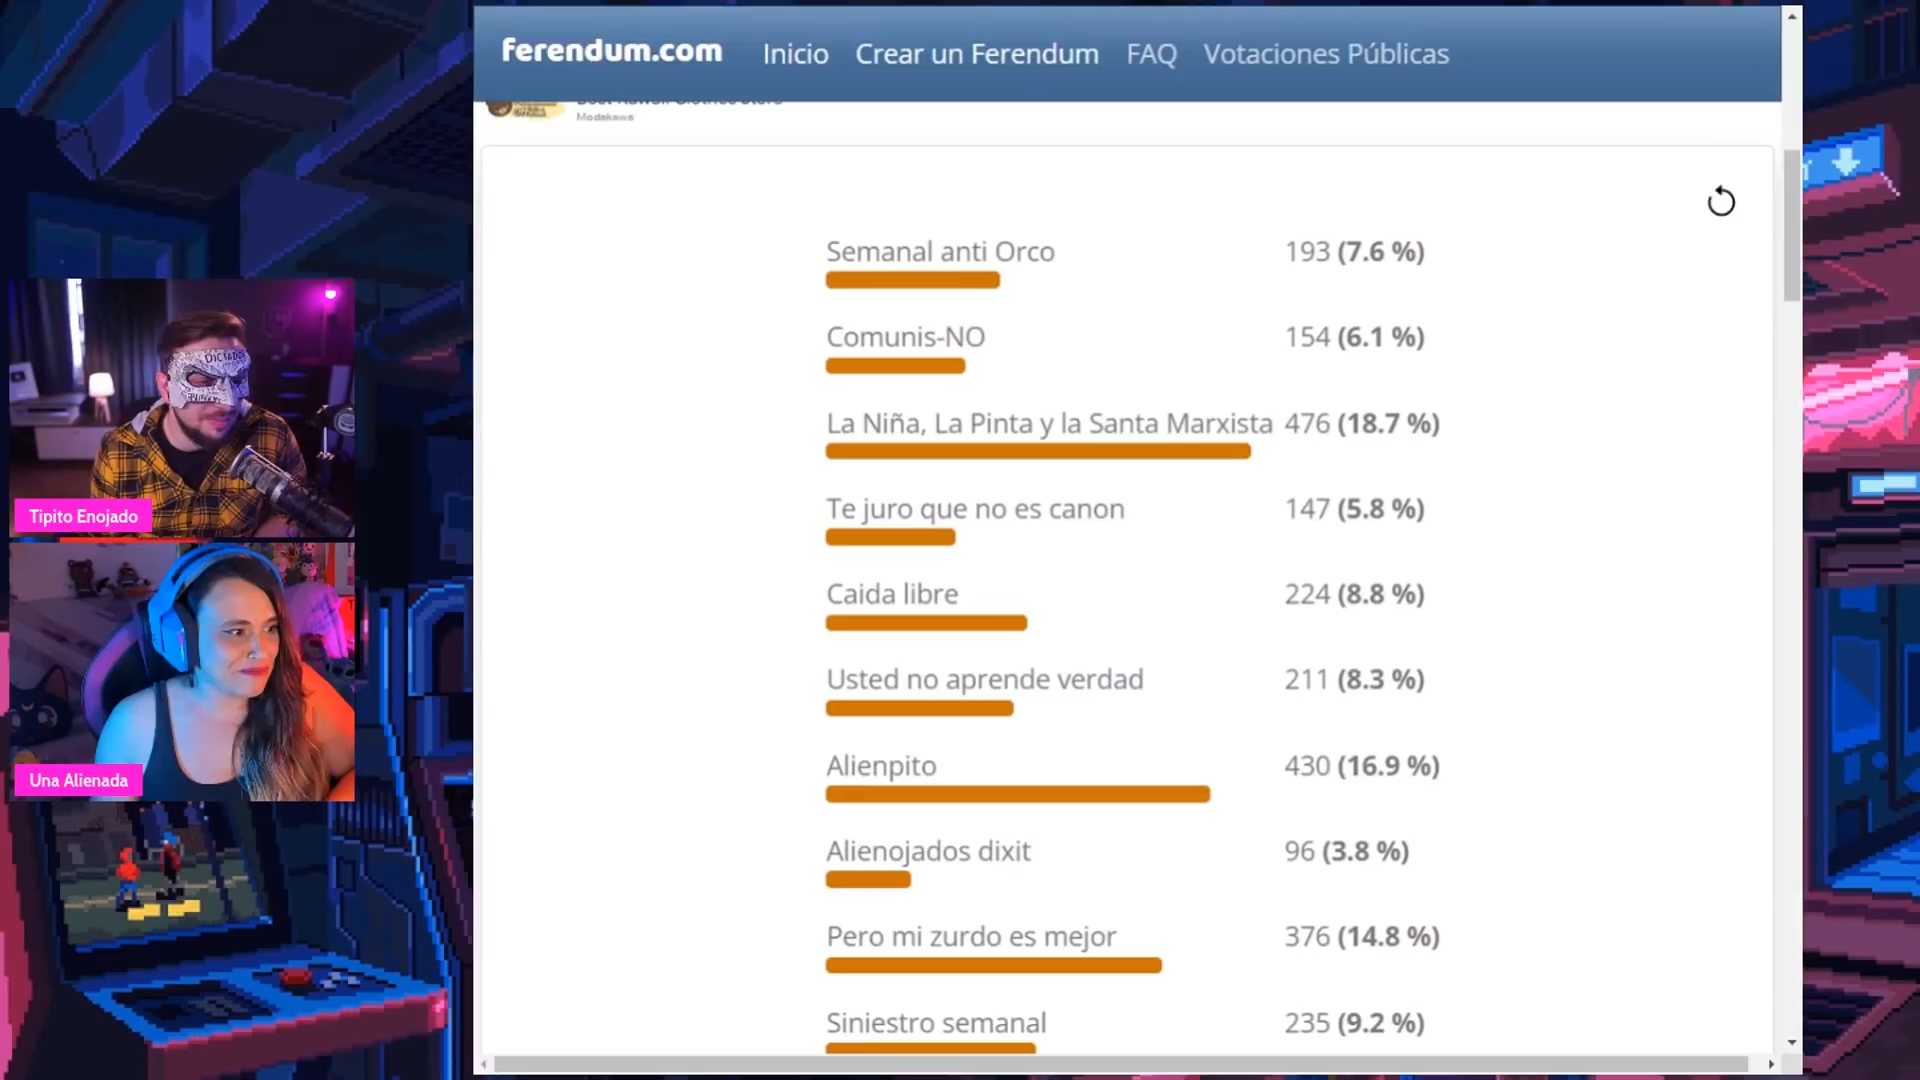 ferendum.com Inicio Crear un Ferendum FAQ Votaciones Públicas
Modakawa
Semanal anti Orco 193 (7.6 %)
Comunis-NO 154 (6.1 %)
La Niña, La Pinta y la Santa Marxista 476 (18.7 %)
Te juro que no es canon 147 (5.8 %)
Caida libre 224 (8.8 %)
Usted no aprende verdad 211 (8.3 %)
Alienpito 430 (16.9 %)
Alienojados dixit 96 (3.8 %)
Pero mi zurdo es mejor 376 (14.8 %)
Siniestro semanal 235 (9.2 %)
DICTADOR
Tipito Enojado
Una Alienada